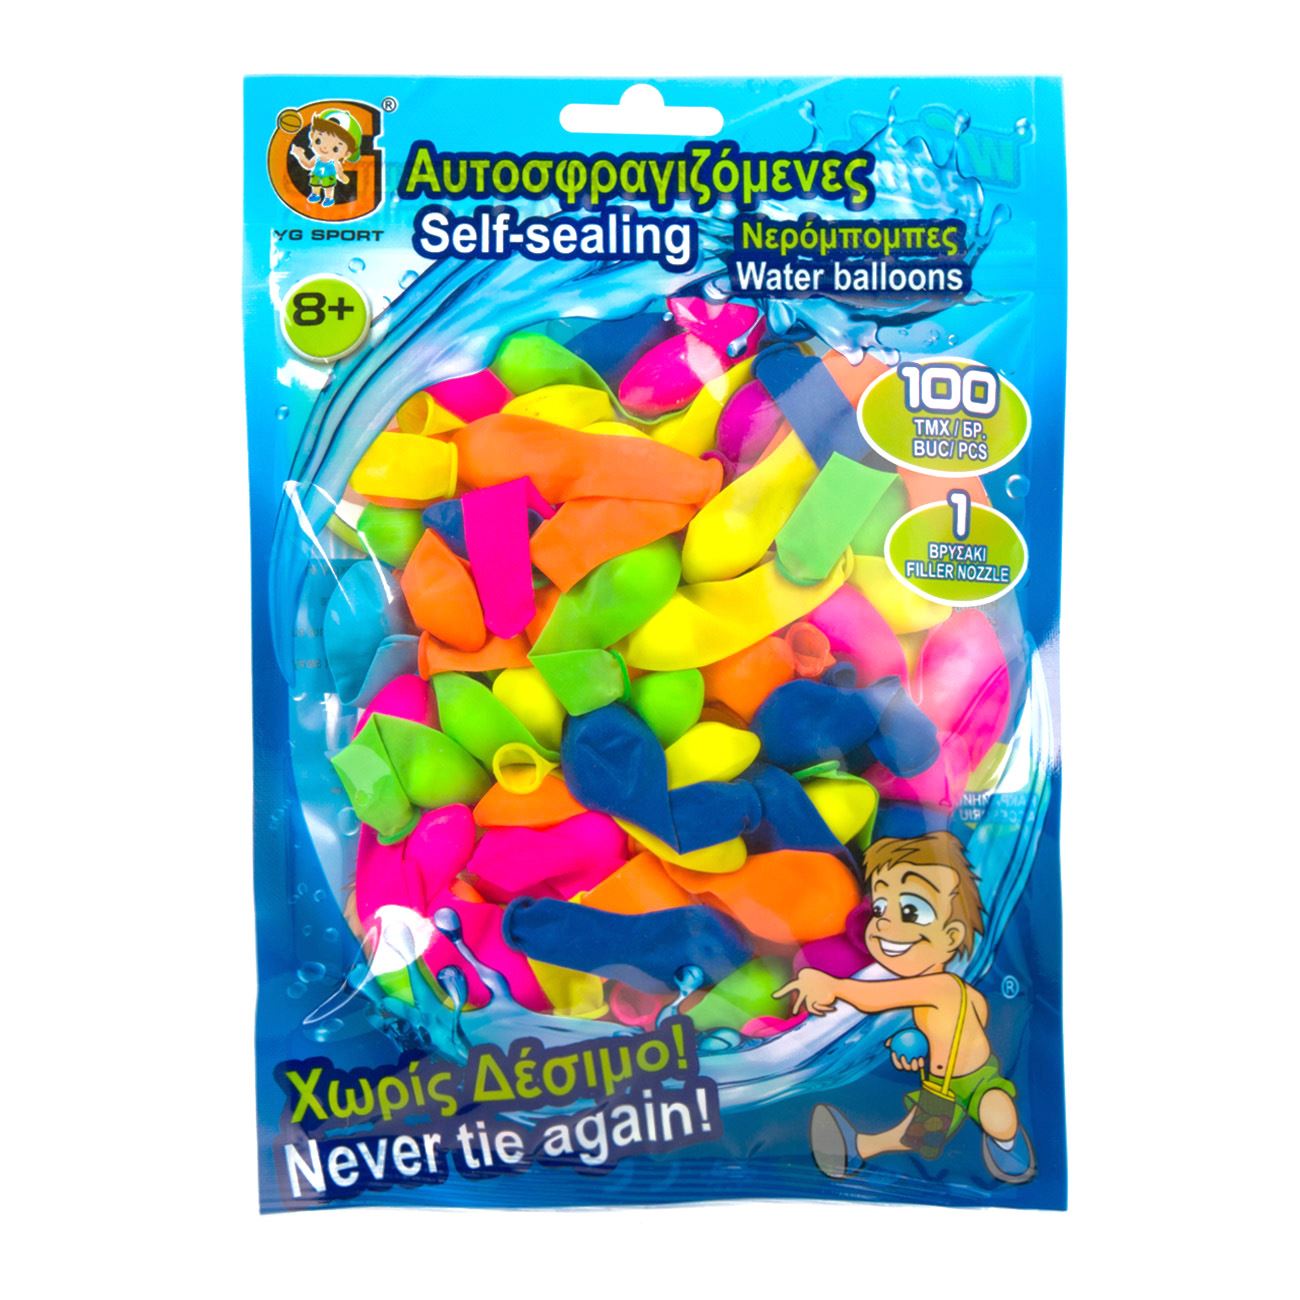 ®
YG SPORT
Αυτοσφραγιζόμενες
Self-sealing
Νερόμπομπες
Water balloons
8+
100
ΤΜΧ / БР.
BUC/ PCS
1
ΒΡΥΣΑΚΙ
FILLER NOZZLE
®
Χωρίς Δέσιμο!
Never tie again!